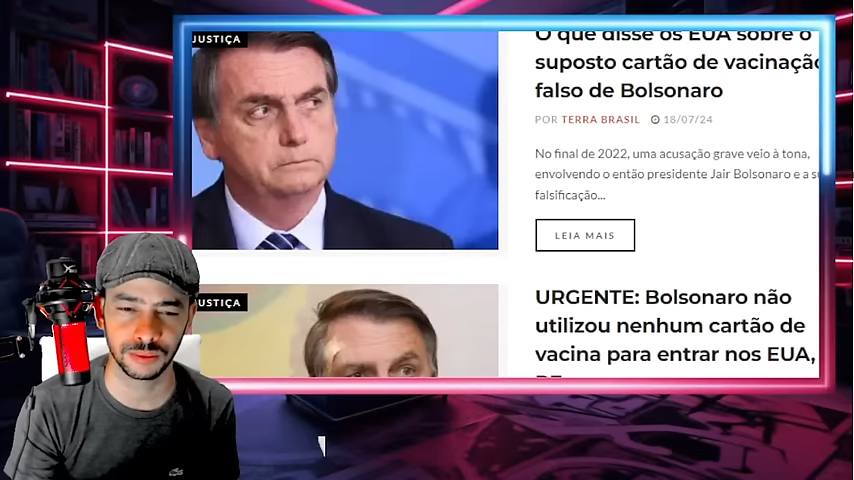 JUSTIÇA
O que disse os EUA sobre o
suposto cartão de vacinação
falso de Bolsonaro
POR TERRA BRASIL 18/07/24
No final de 2022, uma acusação grave veio à tona,
envolvendo o então presidente Jair Bolsonaro e a su
falsificação...
LEIA MAIS
JUSTIÇA
URGENTE: Bolsonaro não
utilizou nenhum cartão de
vacina para entrar nos EUA,